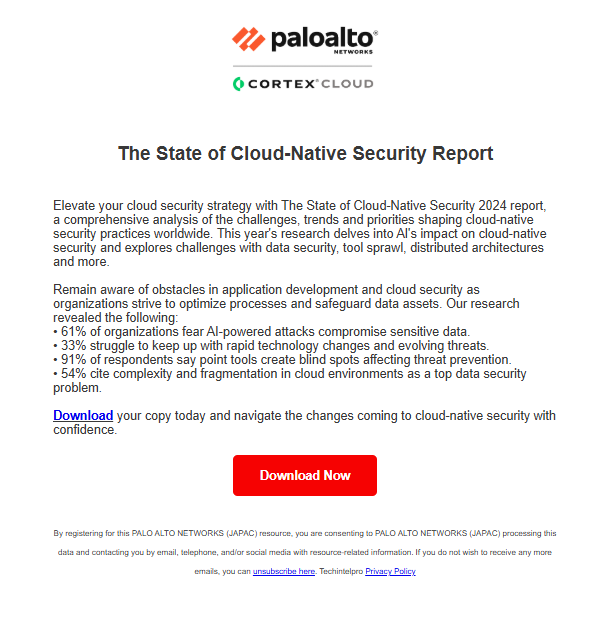 paloalto®
NETWORKS
CORTEX® CLOUD
The State of Cloud-Native Security Report
Elevate your cloud security strategy with The State of Cloud-Native Security 2024 report,
a comprehensive analysis of the challenges, trends and priorities shaping cloud-native
security practices worldwide. This year's research delves into AI's impact on cloud-native
security and explores challenges with data security, tool sprawl, distributed architectures
and more.
Remain aware of obstacles in application development and cloud security as
organizations strive to optimize processes and safeguard data assets. Our research
revealed the following:
• 61% of organizations fear AI-powered attacks compromise sensitive data.
• 33% struggle to keep up with rapid technology changes and evolving threats.
• 91% of respondents say point tools create blind spots affecting threat prevention.
• 54% cite complexity and fragmentation in cloud environments as a top data security
problem.
Download your copy today and navigate the changes coming to cloud-native security with
confidence.
Download Now
By registering for this PALO ALTO NETWORKS (JAPAC) resource, you are consenting to PALO ALTO NETWORKS (JAPAC) processing this
data and contacting you by email, telephone, and/or social media with resource-related information. If you do not wish to receive any more
emails, you can unsubscribe here. Techintelpro Privacy Policy